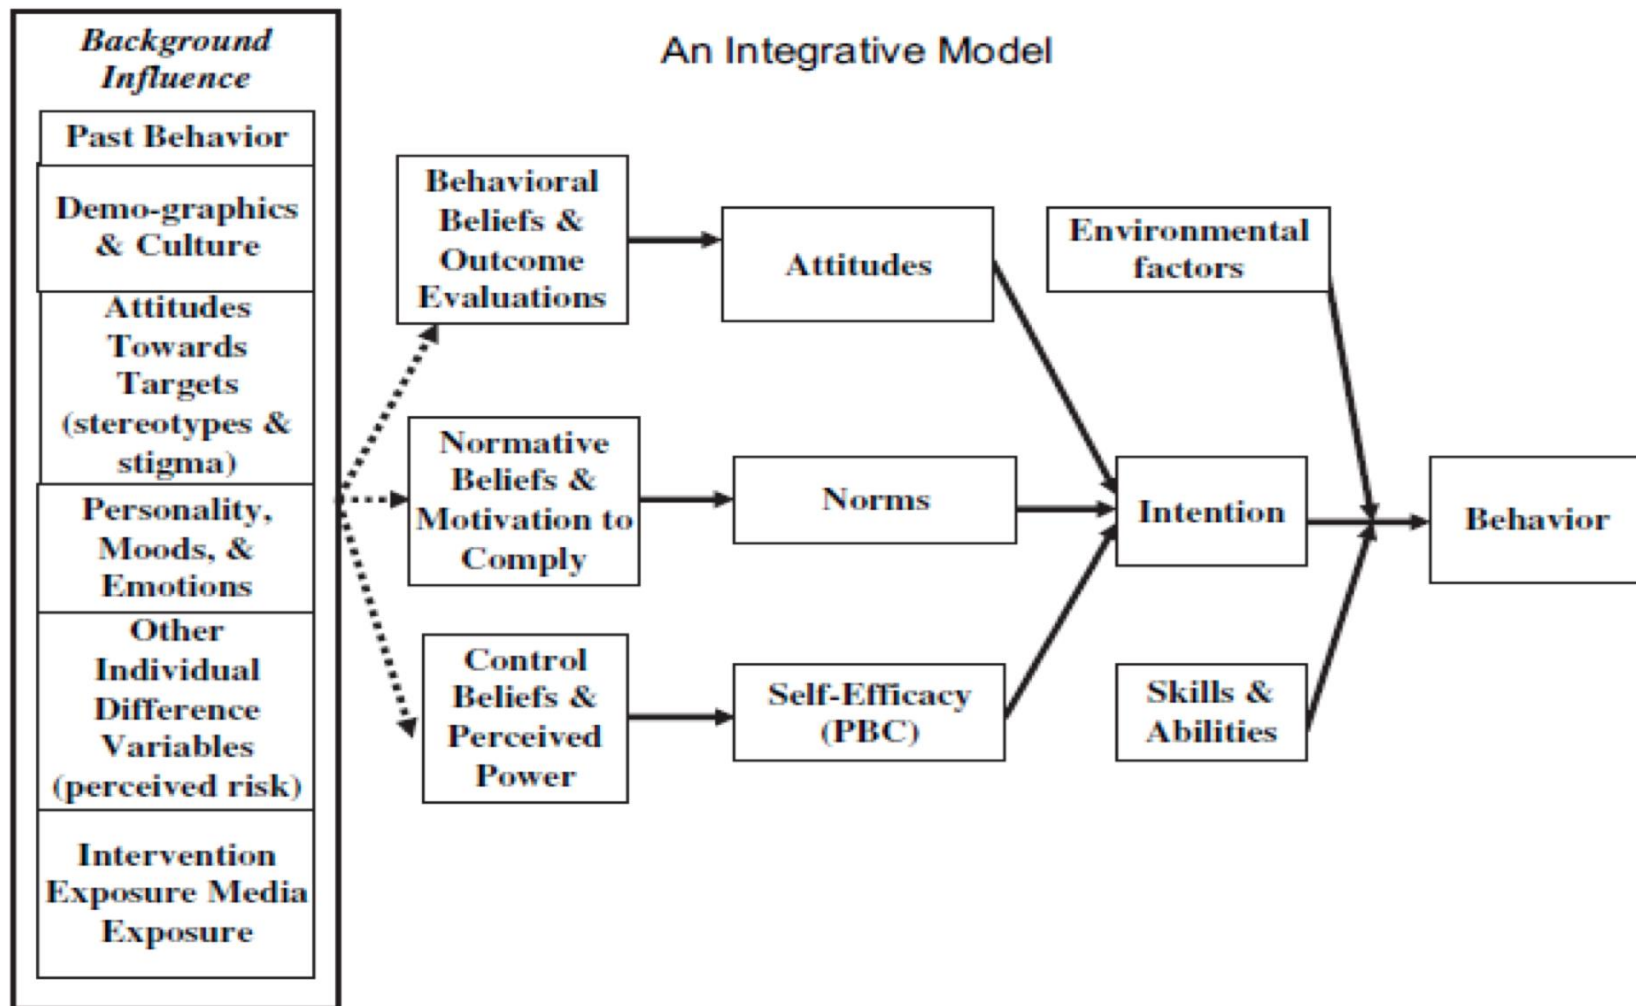 Background
Influence
An Integrative Model
Past Behavior
Demo-graphics
& Culture
Attitudes
Towards
Targets
(stereotypes &
stigma)
Personality,
Moods, &
Emotions
Other
Individual
Difference
Variables
(perceived risk)
Intervention
Exposure Media
Exposure
Behavioral
Beliefs &
Outcome
Evaluations
Normative
Beliefs &
Motivation to
Comply
Control
Beliefs &
Perceived
Power
Attitudes
Norms
Self-Efficacy
(PBC)
Environmental
factors
Intention
Skills &
Abilities
Behavior